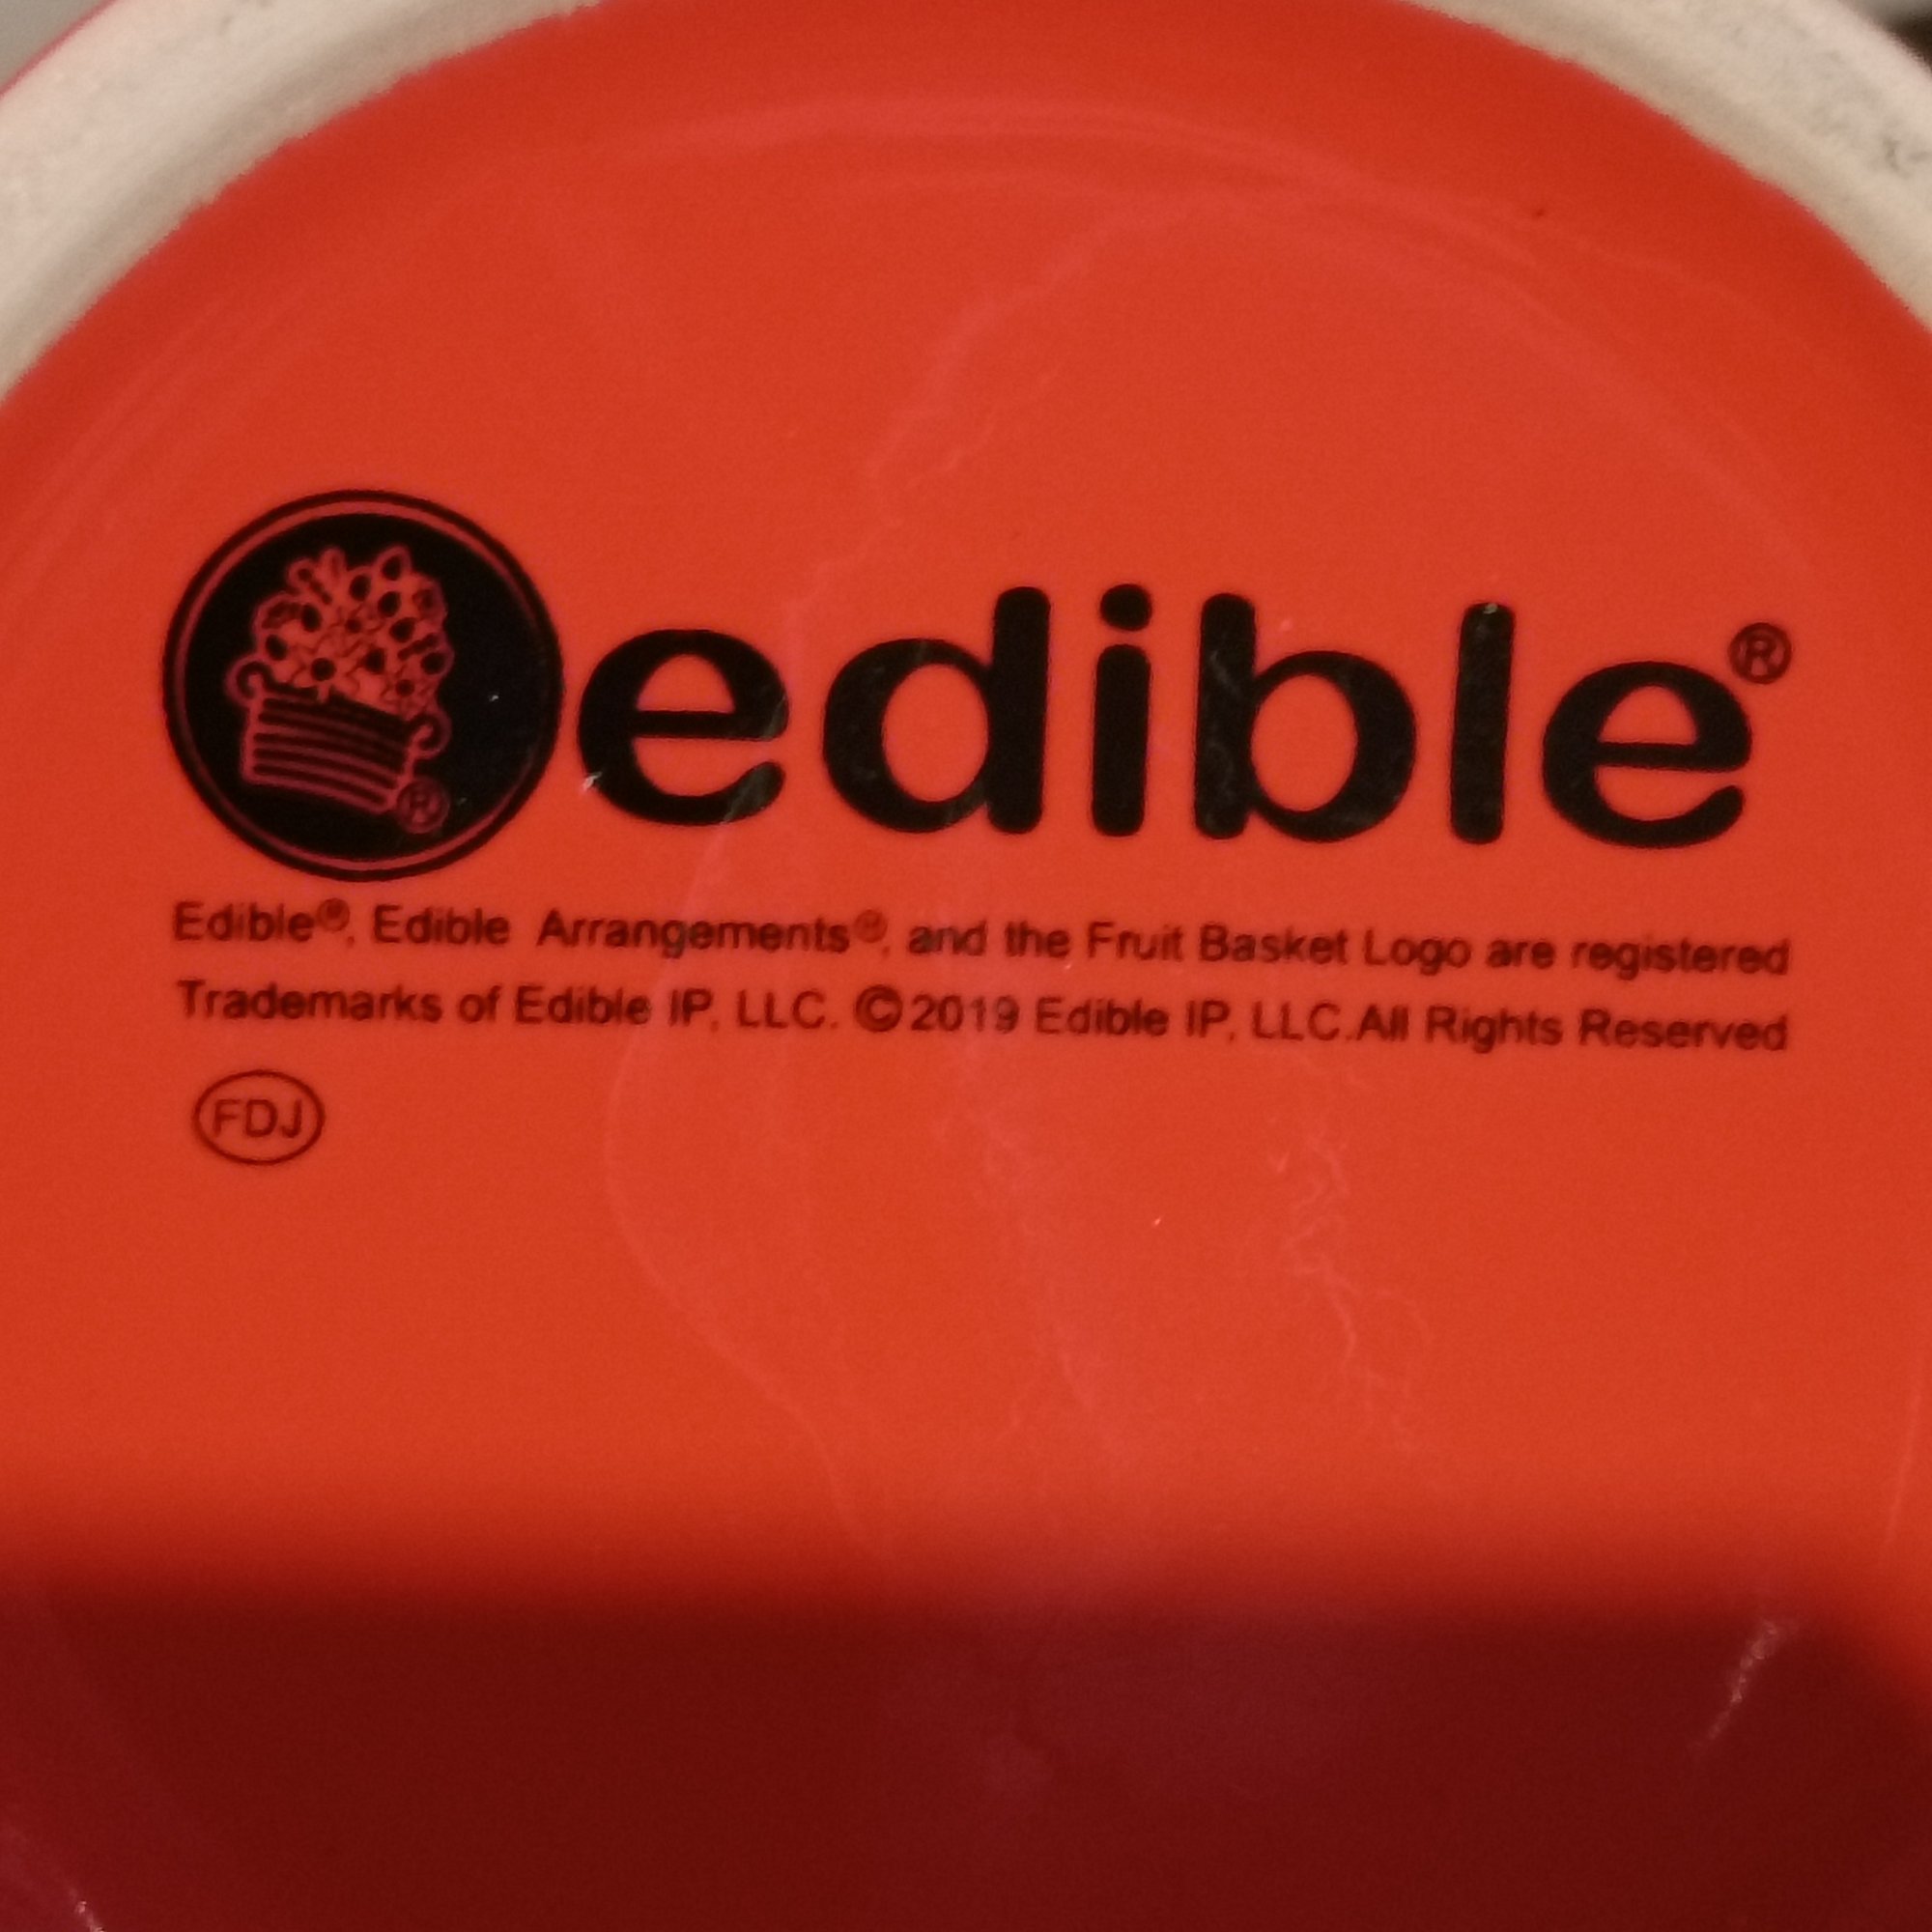 edible®
Edible®, Edible Arrangements®, and the Fruit Basket Logo are registered
Trademarks of Edible IP, LLC. ©2019 Edible IP, LLC.All Rights Reserved
FDJ